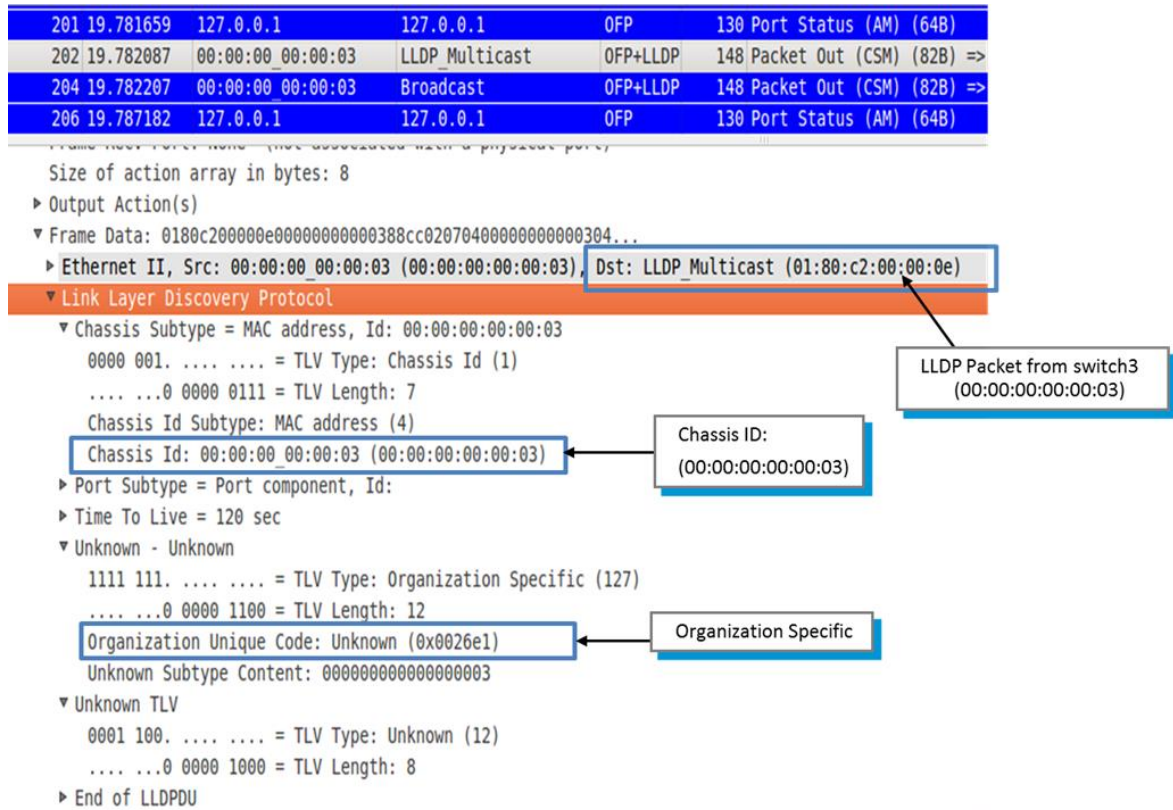 201 19.781659 127.0.0.1 127.0.0.1 OFP 130 Port Status (AM) (64B)
202 19.782087 00:00:00_00:00:03 LLDP_Multicast OFP+LLDP 148 Packet Out (CSM) (82B) =>
204 19.782207 00:00:00_00:00:03 Broadcast OFP+LLDP 148 Packet Out (CSM) (82B) =>
206 19.787182 127.0.0.1 127.0.0.1 OFP 130 Port Status (AM) (64B)
Frame Recv Port: None (not associated with a physical port)
Size of action array in bytes: 8
Output Action(s)
Frame Data: 0180c200000e00000000000388cc02070400000000000304...
Ethernet II, Src: 00:00:00_00:00:03 (00:00:00:00:00:03), Dst: LLDP_Multicast (01:80:c2:00:00:0e)
Link Layer Discovery Protocol
Chassis Subtype = MAC address, Id: 00:00:00:00:00:03
0000 001. .... .... = TLV Type: Chassis Id (1)
.... ...0 0000 0111 = TLV Length: 7
Chassis Id Subtype: MAC address (4)
Chassis Id: 00:00:00_00:00:03 (00:00:00:00:00:03)
Port Subtype = Port component, Id:
Time To Live = 120 sec
Unknown - Unknown
1111 111. .... .... = TLV Type: Organization Specific (127)
.... ...0 0000 1100 = TLV Length: 12
Organization Unique Code: Unknown (0x0026e1)
Unknown Subtype Content: 000000000000000003
Unknown TLV
0001 100. .... .... = TLV Type: Unknown (12)
.... ...0 0000 1000 = TLV Length: 8
End of LLDPDU
LLDP Packet from switch3
(00:00:00:00:00:03)
Chassis ID:
(00:00:00:00:00:03)
Organization Specific